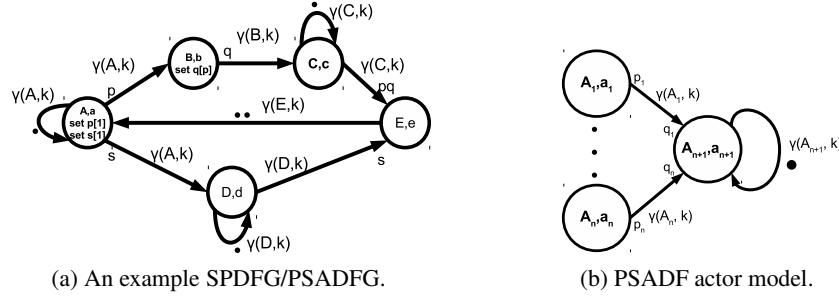 γ(A,k)
A,a
set p[1]
set s[1]
p
γ(A,k)
B,b
set q[p]
q
γ(B,k)
C,c
γ(C,k)
γ(C,k)
pq
γ(E,k)
E,e
s
γ(A,k)
D,d
γ(D,k)
γ(D,k)
s
(a) An example SPDFG/PSADFG.
A₁,a₁
p₁
γ(A₁, k)
q₁
Aₙ₊₁,aₙ₊₁
γ(Aₙ₊₁, k)
qₙ
Aₙ,aₙ
pₙ
γ(Aₙ, k)
(b) PSADF actor model.